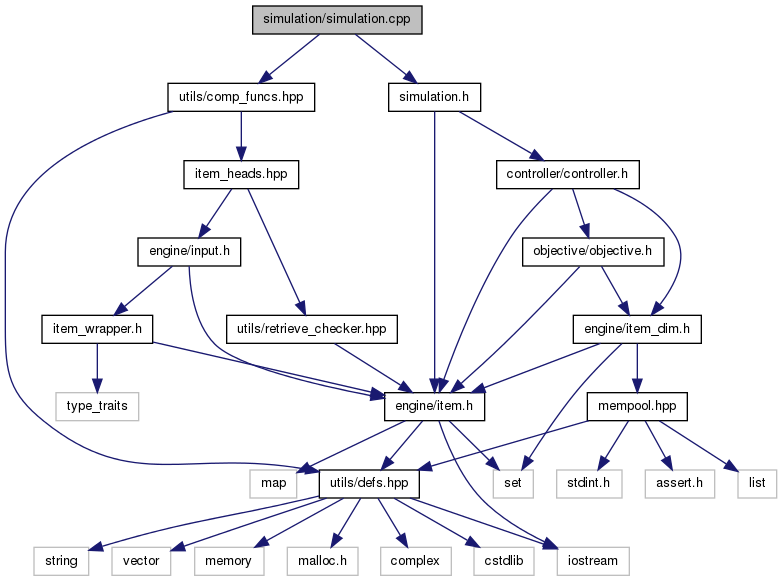 simulation/simulation.cpp
utils/comp_funcs.hpp
simulation.h
item_heads.hpp
controller/controller.h
engine/input.h
objective/objective.h
item_wrapper.h
utils/retrieve_checker.hpp
engine/item_dim.h
type_traits
engine/item.h
mempool.hpp
map
utils/defs.hpp
set
stdint.h
assert.h
list
string
vector
memory
malloc.h
complex
cstdlib
iostream